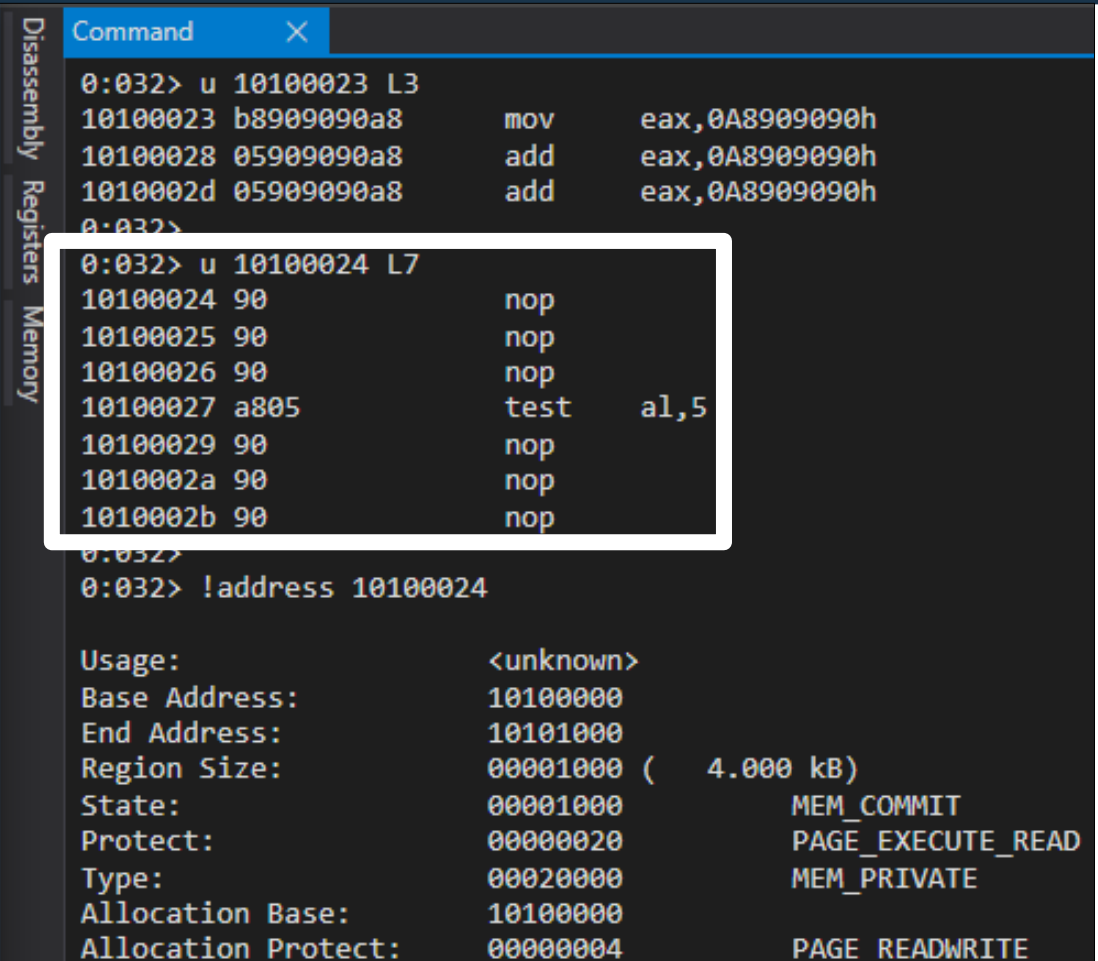 Disassembly
Registers
Memory
Command ×
0:032> u 10100023 L3
10100023 b8909090a8 mov eax,0A8909090h
10100028 05909090a8 add eax,0A8909090h
1010002d 05909090a8 add eax,0A8909090h
0:032>
0:032> u 10100024 L7
10100024 90 nop
10100025 90 nop
10100026 90 nop
10100027 a805 test al,5
10100029 90 nop
1010002a 90 nop
1010002b 90 nop
0:032>
0:032> !address 10100024
Usage: <unknown>
Base Address: 10100000
End Address: 10101000
Region Size: 00001000 ( 4.000 kB)
State: 00001000 MEM_COMMIT
Protect: 00000020 PAGE_EXECUTE_READ
Type: 00020000 MEM_PRIVATE
Allocation Base: 10100000
Allocation Protect: 00000004 PAGE_READWRITE